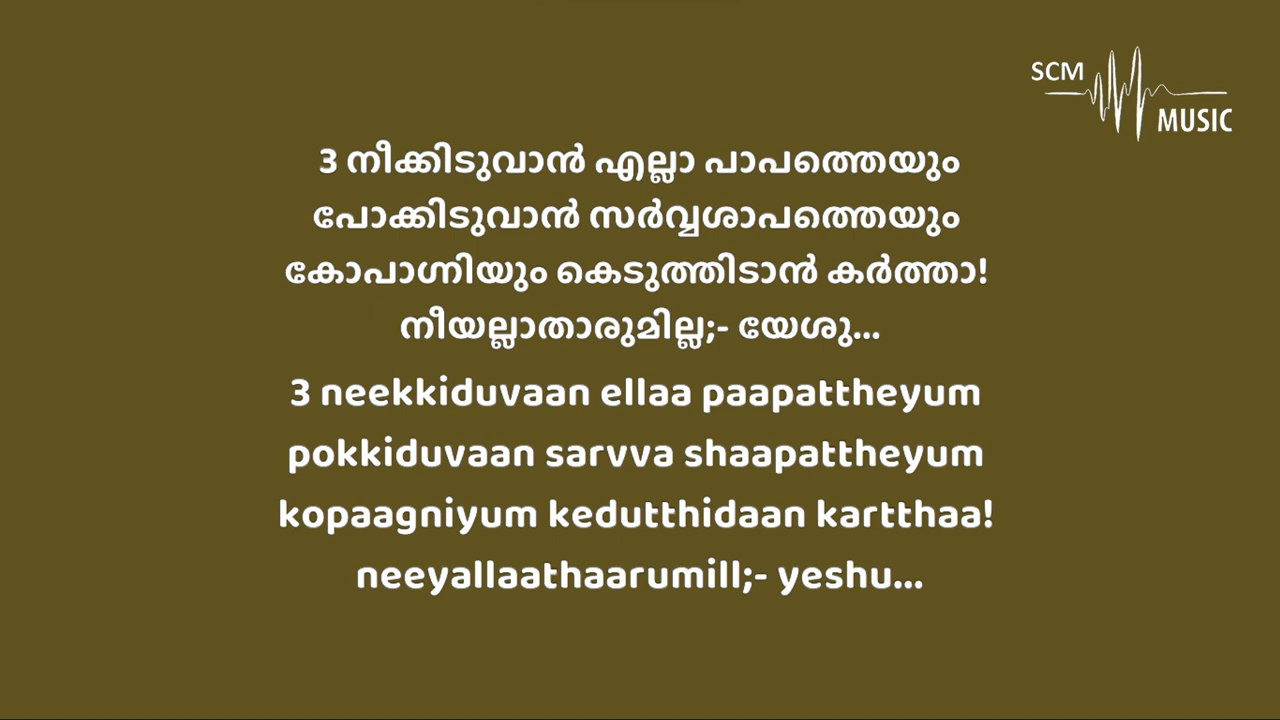 SCM
MUSIC
3 നീക്കിടുവാൻ എല്ലാ പാപത്തെയും
പോക്കിടുവാൻ സർവ്വശാപത്തെയും
കോപാഗ്നിയും കെടുത്തിടാൻ കർത്താ!
നീയല്ലാതാരുമില്ല;- യേശു...
3 neekkiduvaan ellaa paapattheyum
pokkiduvaan sarvva shaapattheyum
kopaagniyum kedutthidaan kartthaa!
neeyallaathaarumill;- yeshu...